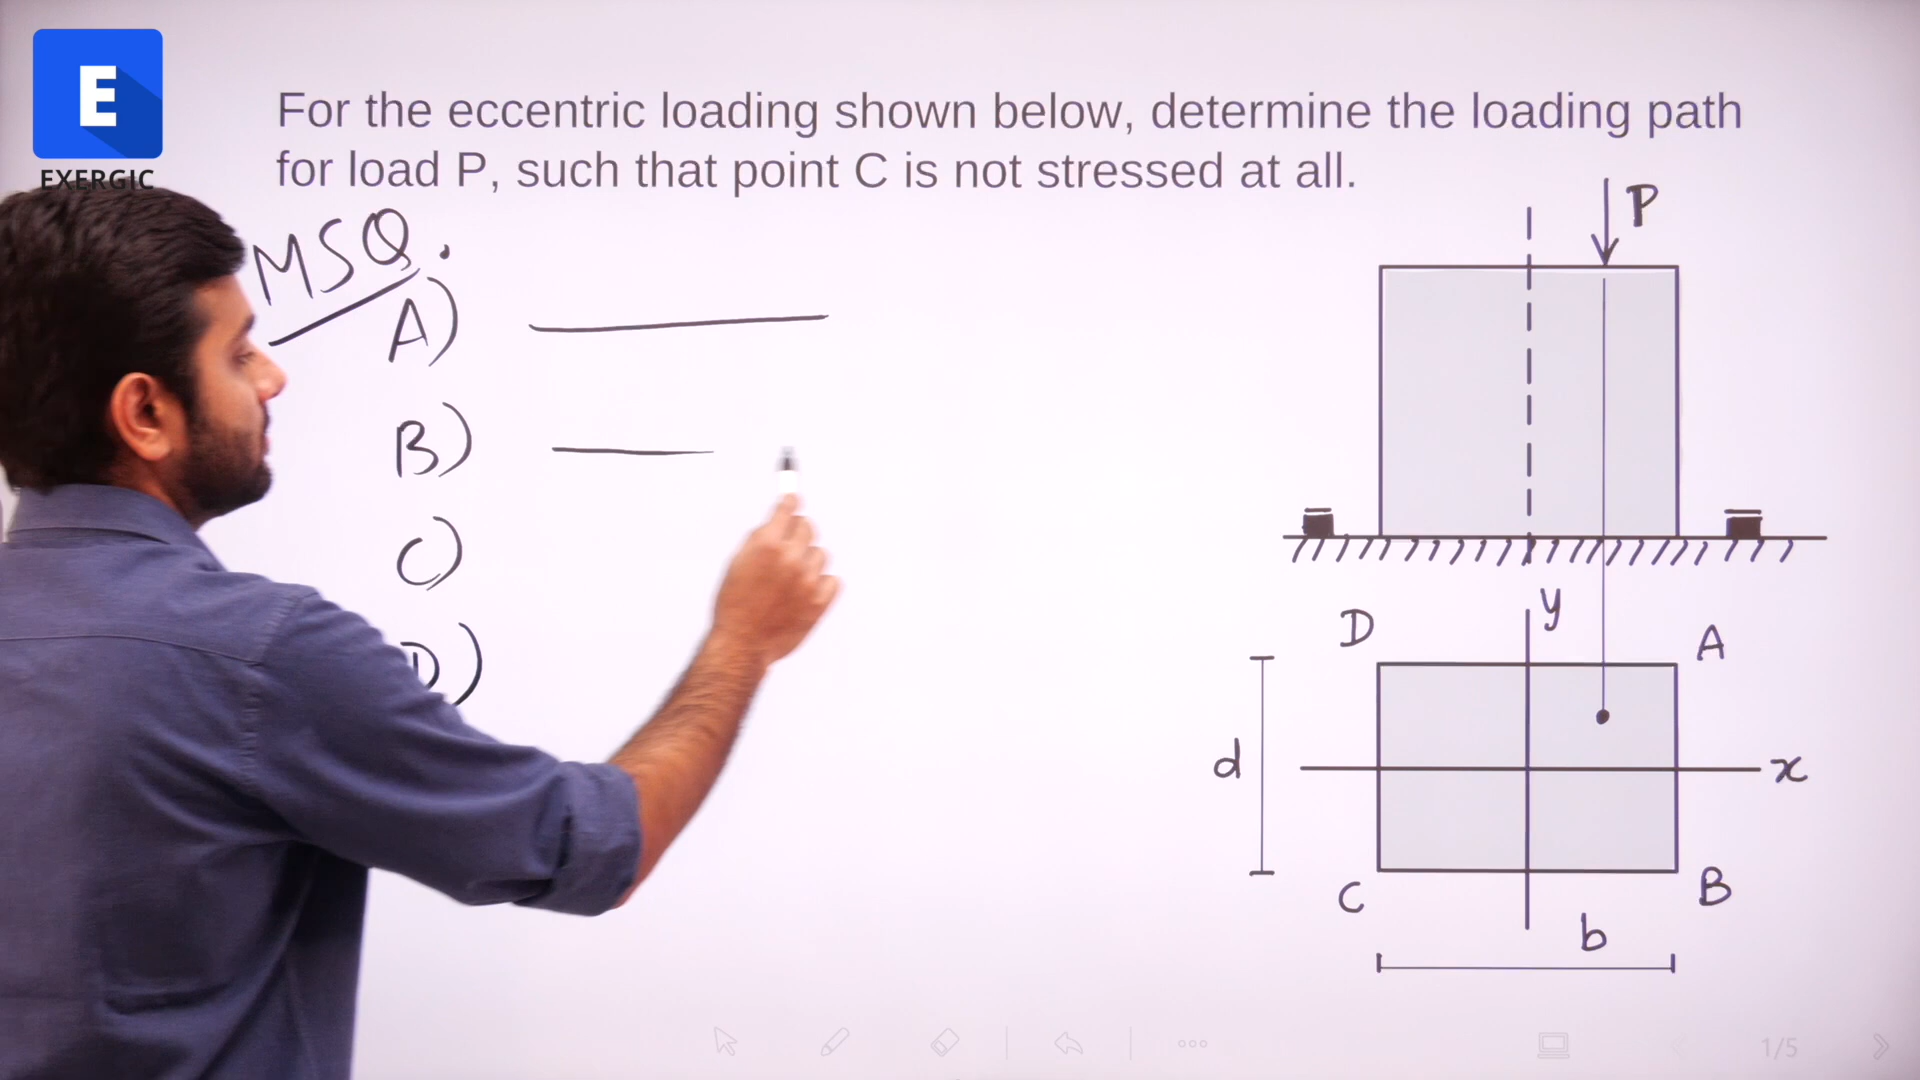 E
EXERGIC
For the eccentric loading shown below, determine the loading path
for load P, such that point C is not stressed at all.
MSQ.
A)
B)
C)
D)
P
y
D
A
d
x
C
B
b
1/5